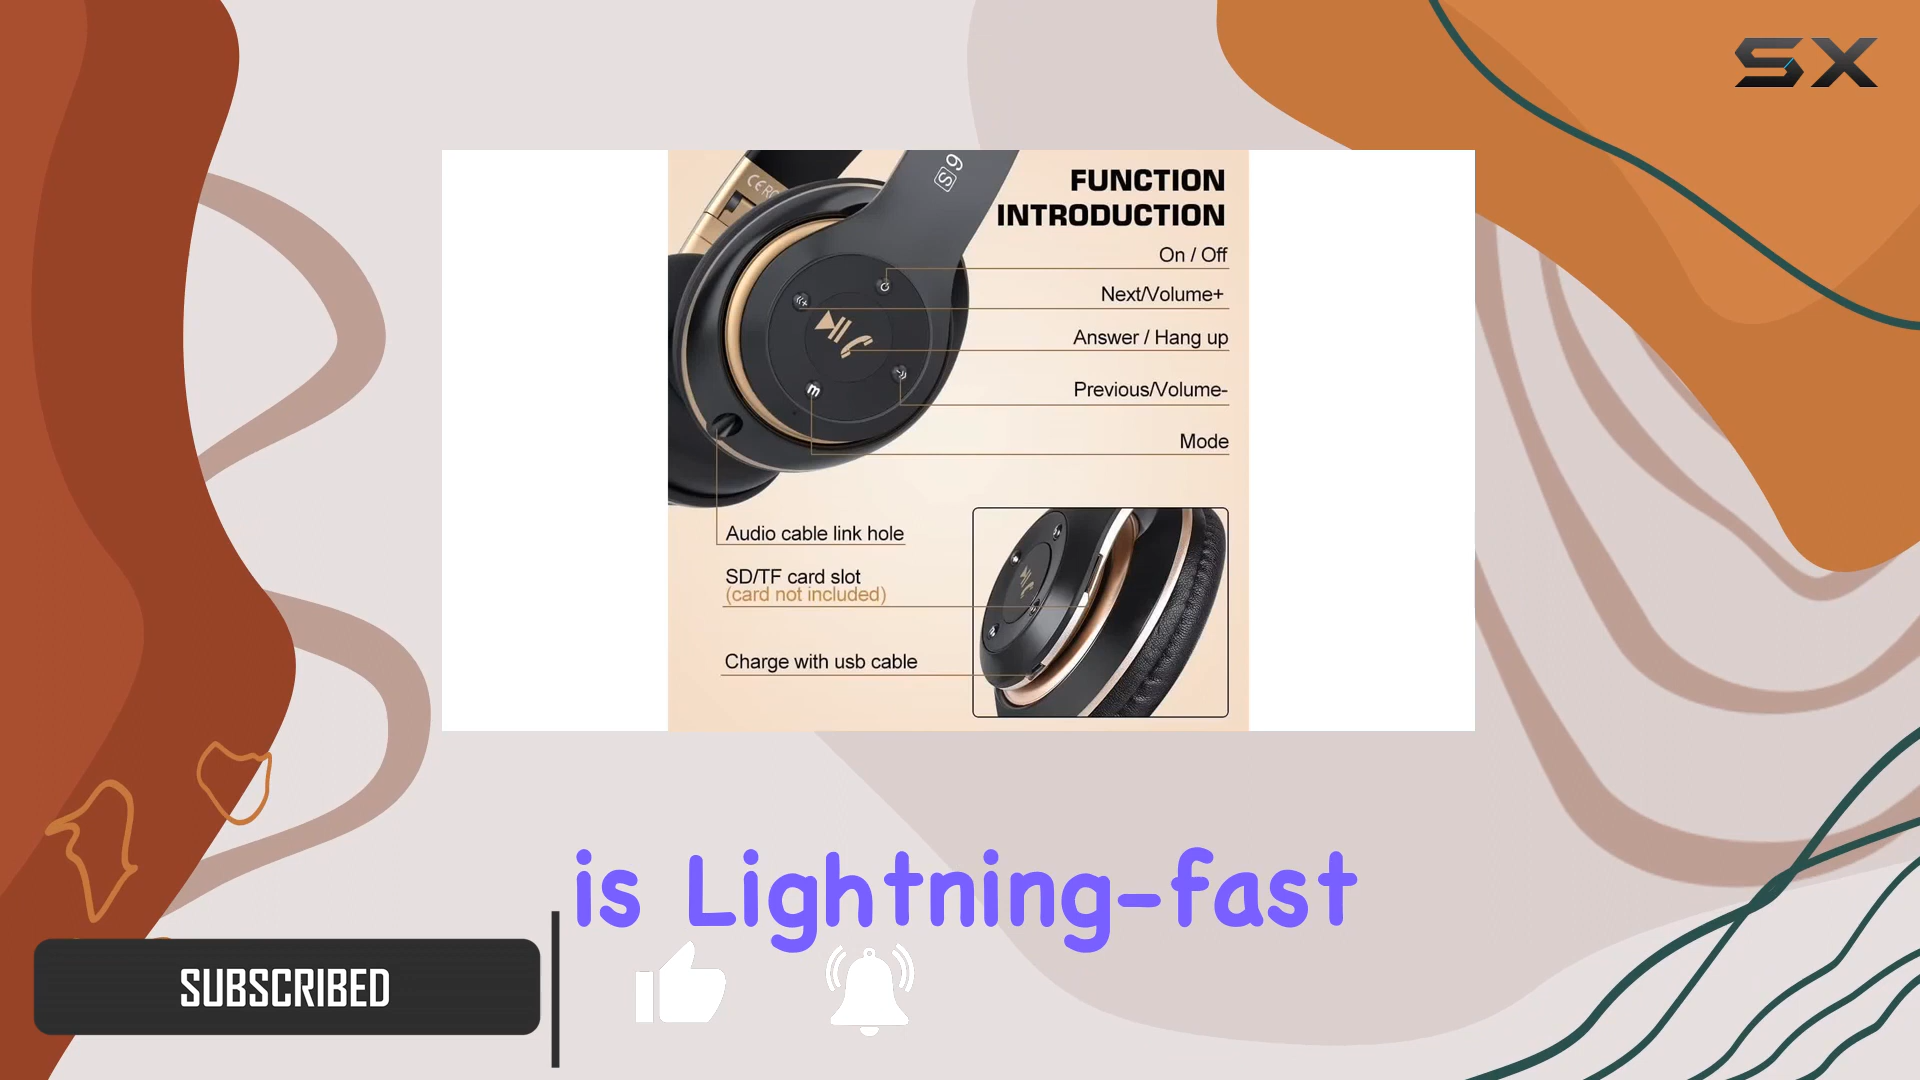 SX
S9
FUNCTION
INTRODUCTION
On / Off
Next/Volume+
Answer / Hang up
Previous/Volume-
Mode
m
Audio cable link hole
SD/TF card slot
(card not included)
Charge with usb cable
is Lightning-fast
SUBSCRIBED